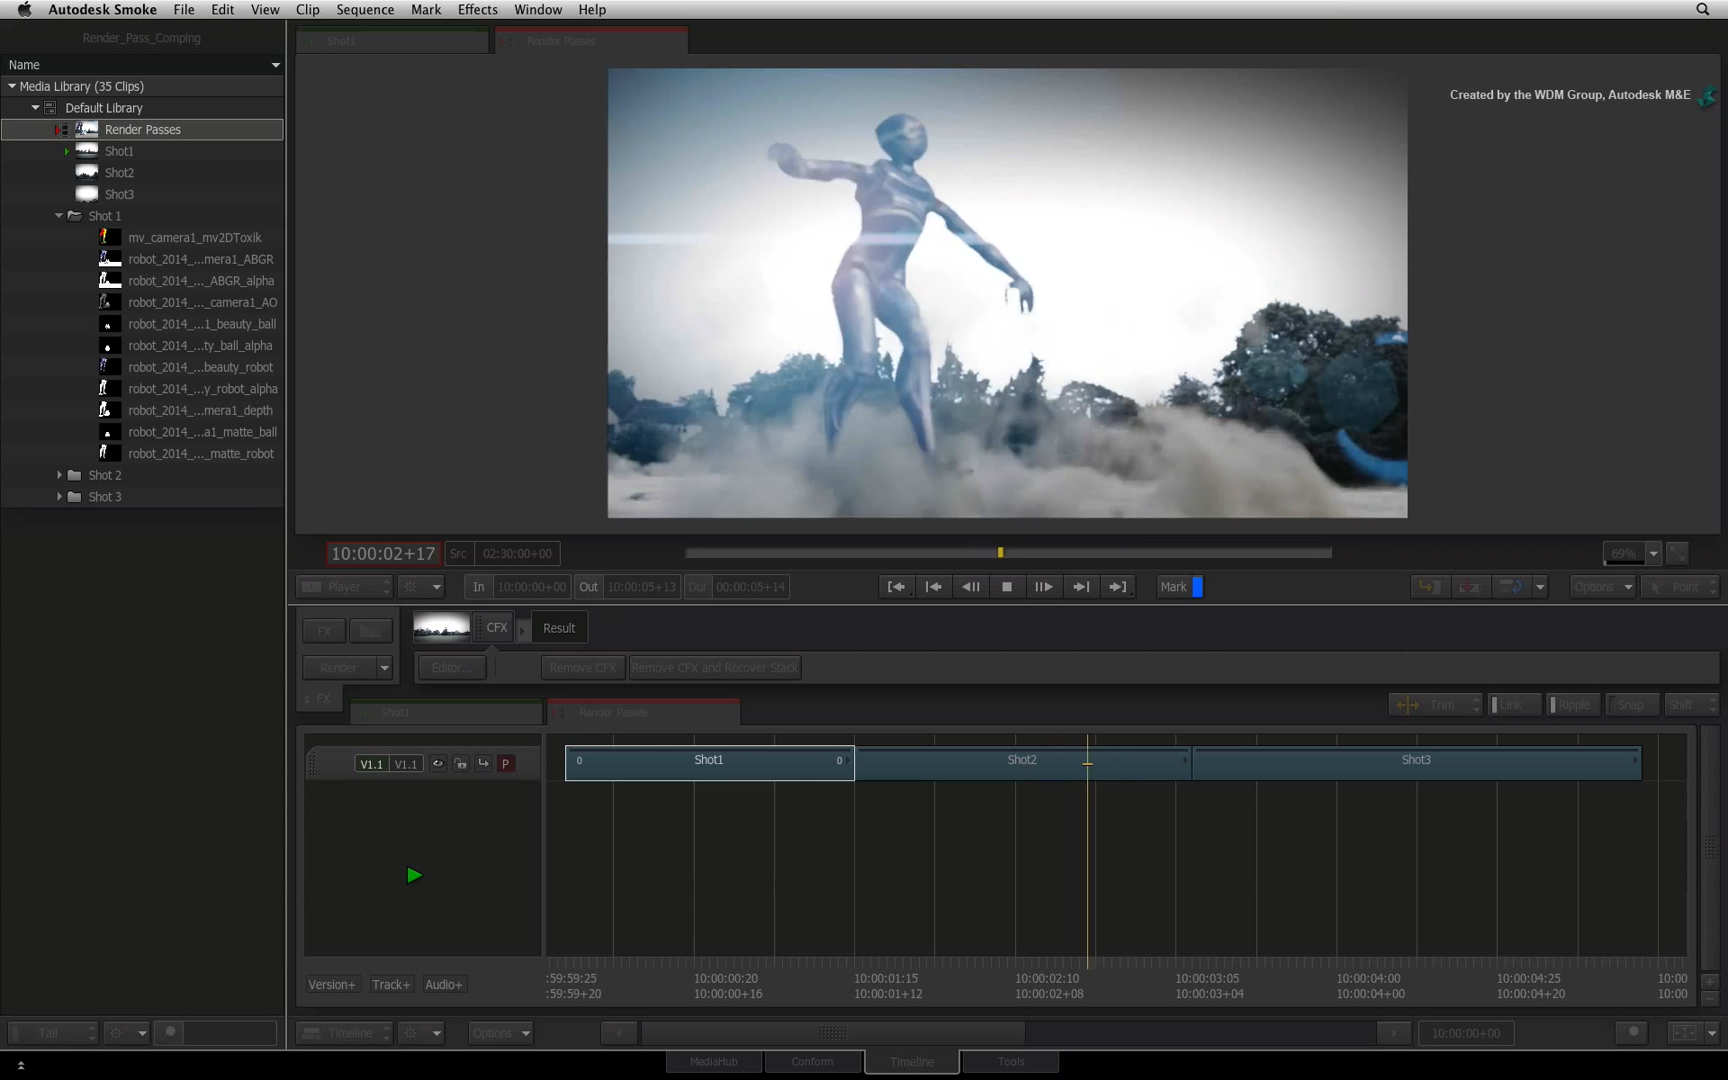 Autodesk Smoke File Edit View Clip Sequence Mark Effects Window Help
Render_Pass_Comping
Name
Media Library (35 Clips)
Default Library
Render Passes
Shot1
Shot2
Shot3
Shot 1
mv_camera1_mv2DToxik
robot_2014_...mera1_ABGR
robot_2014_..._ABGR_alpha
robot_2014_..._camera1_AO
robot_2014_...1_beauty_ball
robot_2014_...ty_ball_alpha
robot_2014_...beauty_robot
robot_2014_...y_robot_alpha
robot_2014_...mera1_depth
robot_2014_...a1_matte_ball
robot_2014_..._matte_robot
Shot 2
Shot 3
Shot1 Render Passes
Created by the WDM Group, Autodesk M&E
10:00:02+17 Src 02:30:00+00 69%
Player In 10:00:00+00 Out 10:00:05+13 Dur 00:00:05+14 Mark Options Point
FX CFX Result
Render Editor... Remove CFX Remove CFX and Recover Stack
FX Shot1 Render Passes Trim Link Ripple Snap Shift
V1.1 V1.1 P 0 Shot1 0 Shot2 Shot3
Version+ Track+ Audio+
:59:59:25 10:00:00:20 10:00:01:15 10:00:02:10 10:00:03:05 10:00:04:00 10:00:04:25 10:00
:59:59+20 10:00:00+16 10:00:01+12 10:00:02+08 10:00:03+04 10:00:04+00 10:00:04+20 10:00
Tall Timeline Options 10:00:00+00
MediaHub Conform Timeline Tools